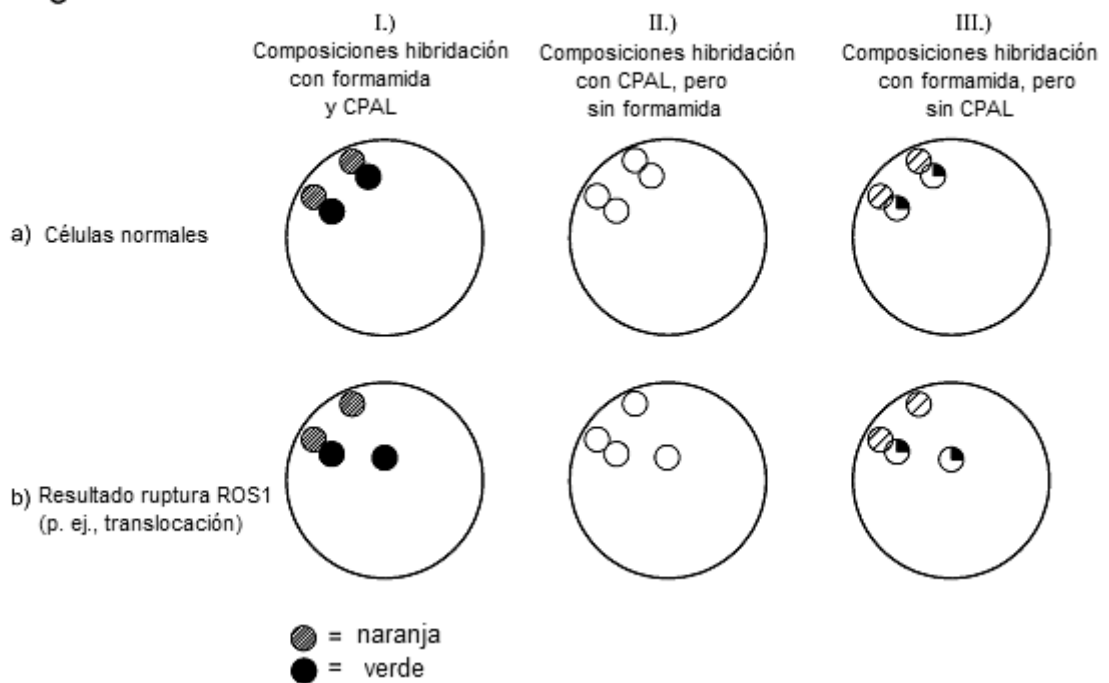 I.)
Composiciones hibridación
con formamida
y CPAL
II.)
Composiciones hibridación
con CPAL, pero
sin formamida
III.)
Composiciones hibridación
con formamida, pero
sin CPAL
a) Células normales
b) Resultado ruptura ROS1
(p. ej., translocación)
= naranja
= verde